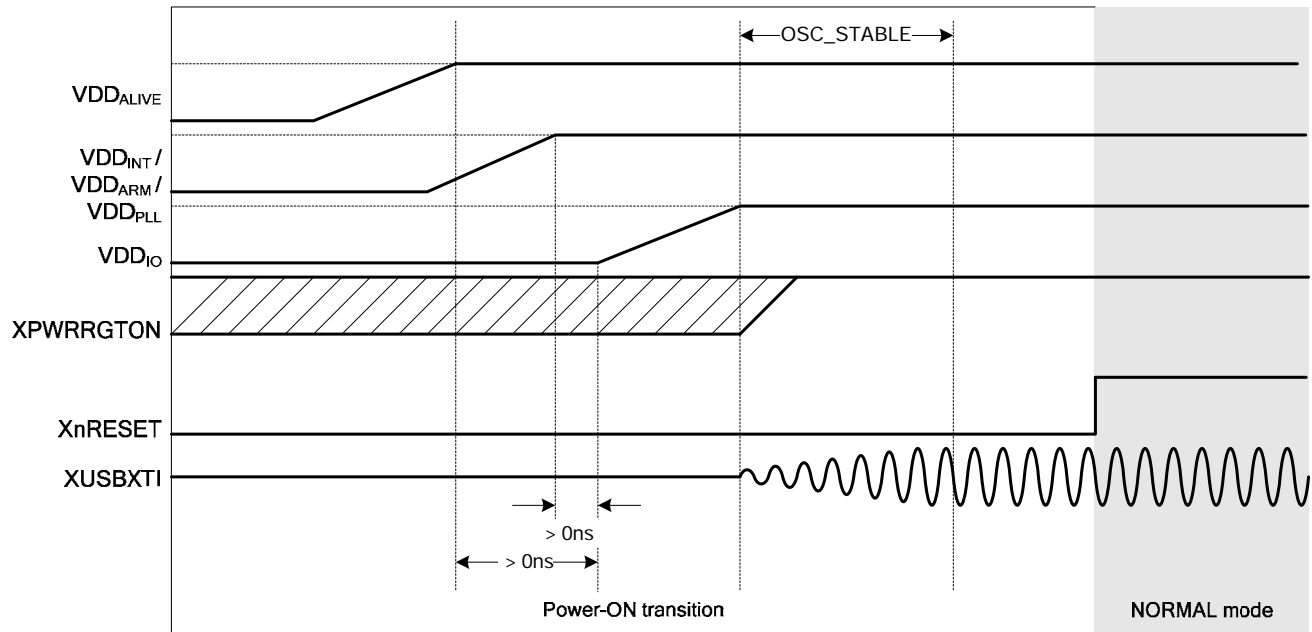 OSC_STABLE
VDDALIVE
VDDINT /
VDDARM /
VDDPLL
VDDIO
XPWRRGTON
XnRESET
XUSBXTI
> 0ns
> 0ns
Power-ON transition
NORMAL mode